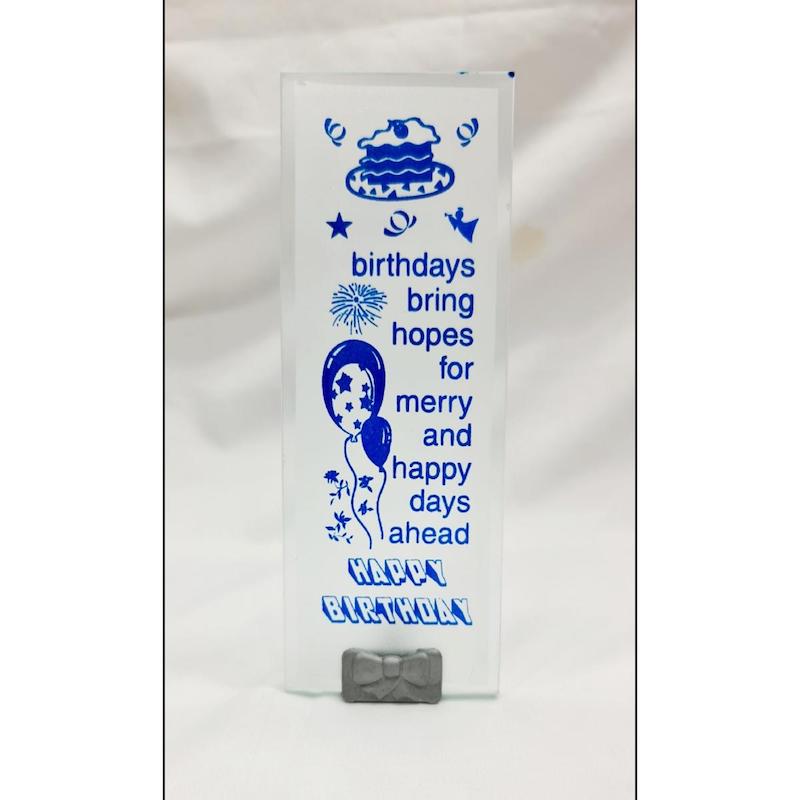 birthdays
bring
hopes
for
merry
and
happy
days
ahead
HAPPY
BIRTHDAY